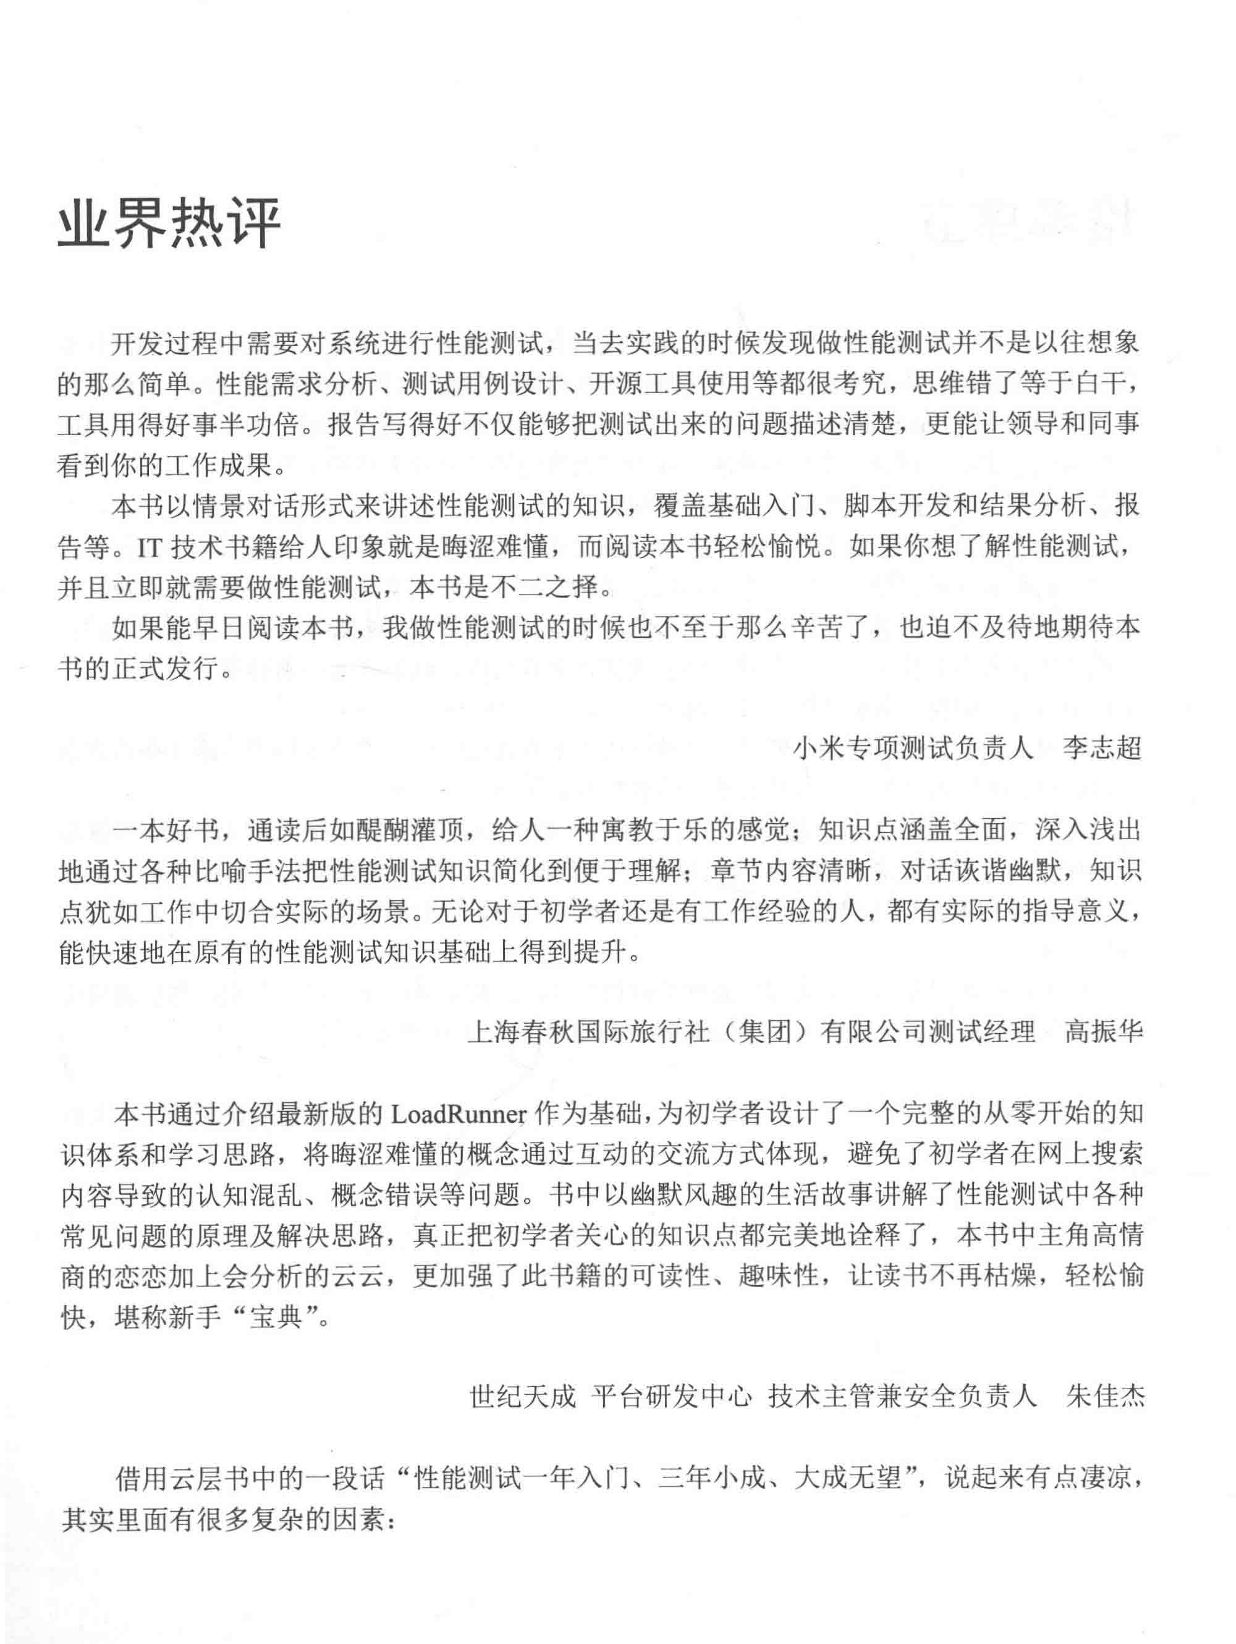 业界热评
开发过程中需要对系统进行性能测试，当去实践的时候发现做性能测试并不是以往想象
的那么简单。性能需求分析、测试用例设计、开源工具使用等都很考究，思维错了等于白干，
工具用得好事半功倍。报告写得好不仅能够把测试出来的问题描述清楚，更能让领导和同事
看到你的工作成果。
本书以情景对话形式来讲述性能测试的知识，覆盖基础入门、脚本开发和结果分析、报
告等。IT 技术书籍给人印象就是晦涩难懂，而阅读本书轻松愉悦。如果你想了解性能测试，
并且立即就需要做性能测试，本书是不二之择。
如果能早日阅读本书，我做性能测试的时候也不至于那么辛苦了，也迫不及待地期待本
书的正式发行。
小米专项测试负责人 李志超
一本好书，通读后如醍醐灌顶，给人一种寓教于乐的感觉；知识点涵盖全面，深入浅出
地通过各种比喻手法把性能测试知识简化到便于理解；章节内容清晰，对话诙谐幽默，知识
点犹如工作中切合实际的场景。无论对于初学者还是有工作经验的人，都有实际的指导意义，
能快速地在原有的性能测试知识基础上得到提升。
上海春秋国际旅行社（集团）有限公司测试经理 高振华
本书通过介绍最新版的 LoadRunner 作为基础，为初学者设计了一个完整的从零开始的知
识体系和学习思路，将晦涩难懂的概念通过互动的交流方式体现，避免了初学者在网上搜索
内容导致的认知混乱、概念错误等问题。书中以幽默风趣的生活故事讲解了性能测试中各种
常见问题的原理及解决思路，真正把初学者关心的知识点都完美地诠释了，本书中主角高情
商的恋恋加上会分析的云云，更加强了此书籍的可读性、趣味性，让读书不再枯燥，轻松愉
快，堪称新手“宝典”。
世纪天成 平台研发中心 技术主管兼安全负责人 朱佳杰
借用云层书中的一段话“性能测试一年入门、三年小成、大成无望”，说起来有点凄凉，
其实里面有很多复杂的因素：